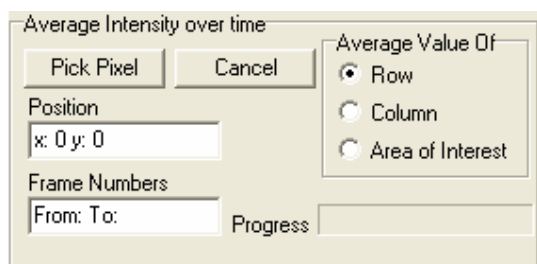 Average Intensity over time
Pick Pixel
Cancel
Position
x: 0 y: 0
Frame Numbers
From: To:
Progress
Average Value Of
Row
Column
Area of Interest